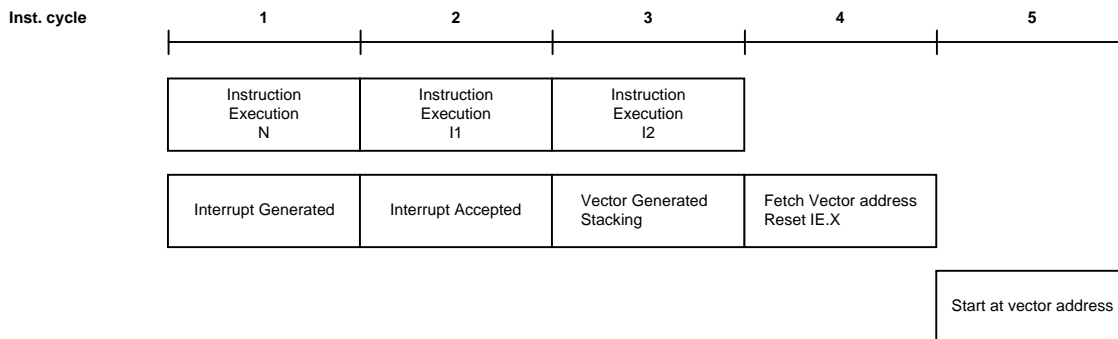 Inst. cycle 1 2 3 4 5
Instruction
Execution
N
Instruction
Execution
I1
Instruction
Execution
I2
Interrupt Generated
Interrupt Accepted
Vector Generated
Stacking
Fetch Vector address
Reset IE.X
Start at vector address